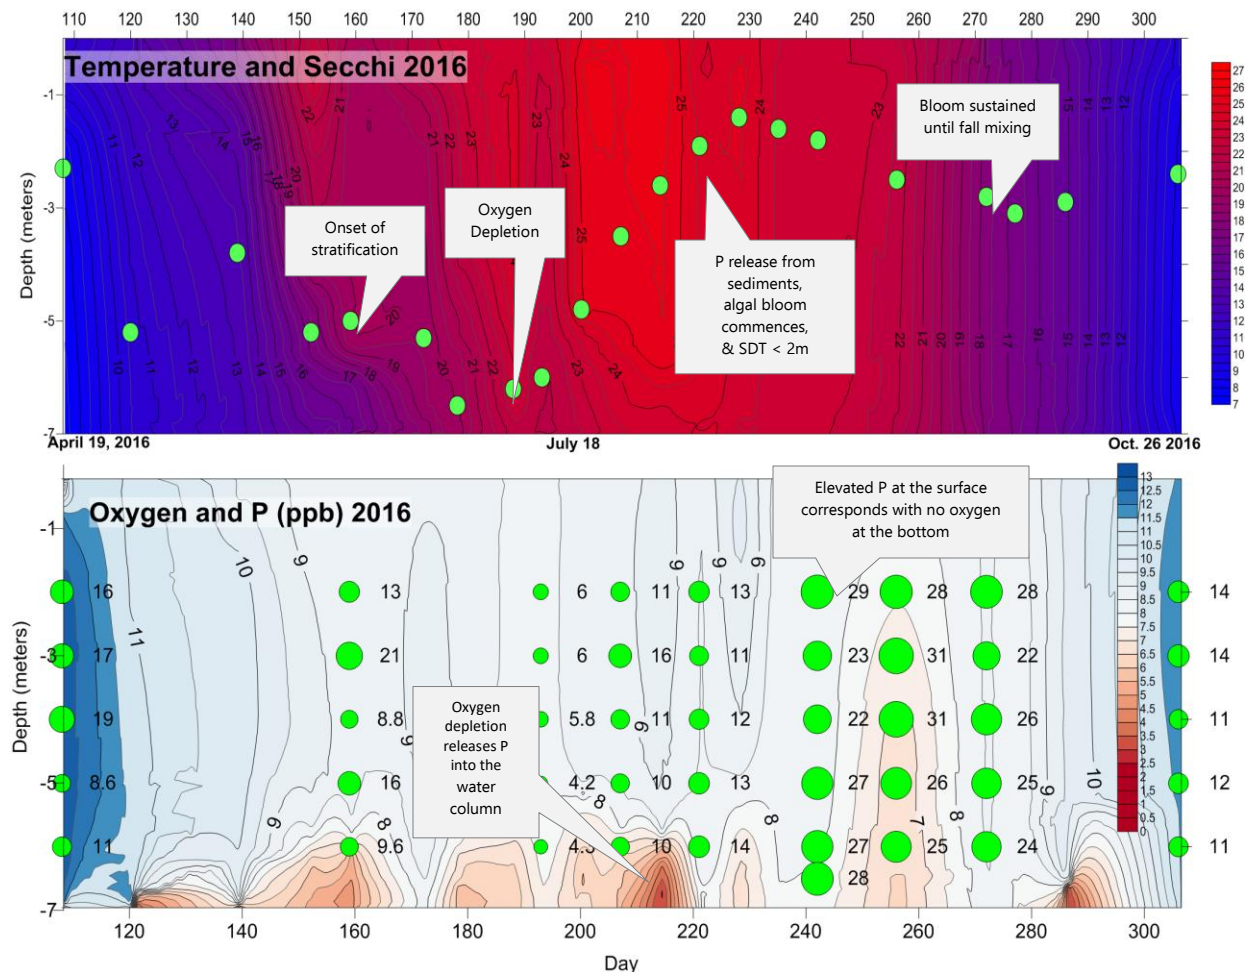 110 120 130 140 150 160 170 180 190 200 210 220 230 240 250 260 270 280 290 300
Temperature and Secchi 2016
Depth (meters)
-1
-3
-5
-7
Onset of
stratification
Oxygen
Depletion
P release from
sediments,
algal bloom
commences,
& SDT < 2m
Bloom sustained
until fall mixing
27
26
25
24
23
22
21
20
19
18
17
16
15
14
13
12
11
10
9
8
7
April 19, 2016
July 18
Oct. 26 2016
Oxygen and P (ppb) 2016
Depth (meters)
-1
-3
-5
-7
Elevated P at the surface
corresponds with no oxygen
at the bottom
Oxygen
depletion
releases P
into the
water
column
16 13 6 11 13 29 28 28 14
17 21 6 16 11 23 31 22 14
19 8.8 5.8 11 12 22 31 26 11
8.6 16 4.2 10 13 27 26 25 12
11 9.6 4.3 10 14 27 25 24 11
28
13
12.5
12
11.5
11
10.5
10
9.5
9
8.5
8
7.5
7
6.5
6
5.5
5
4.5
4
3.5
3
2.5
2
1.5
1
0.5
0
120 140 160 180 200 220 240 260 280 300
Day